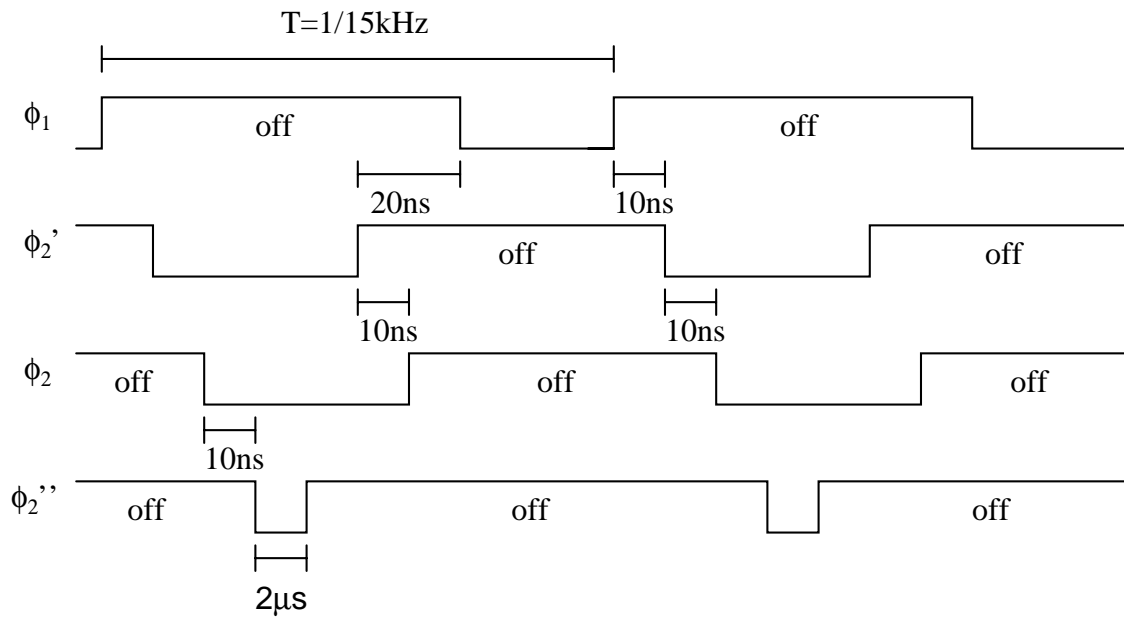 T=1/15kHz
ϕ1 off off
20ns 10ns
ϕ2’ off off
10ns 10ns
ϕ2 off off off
10ns
ϕ2’’ off off off
2μs